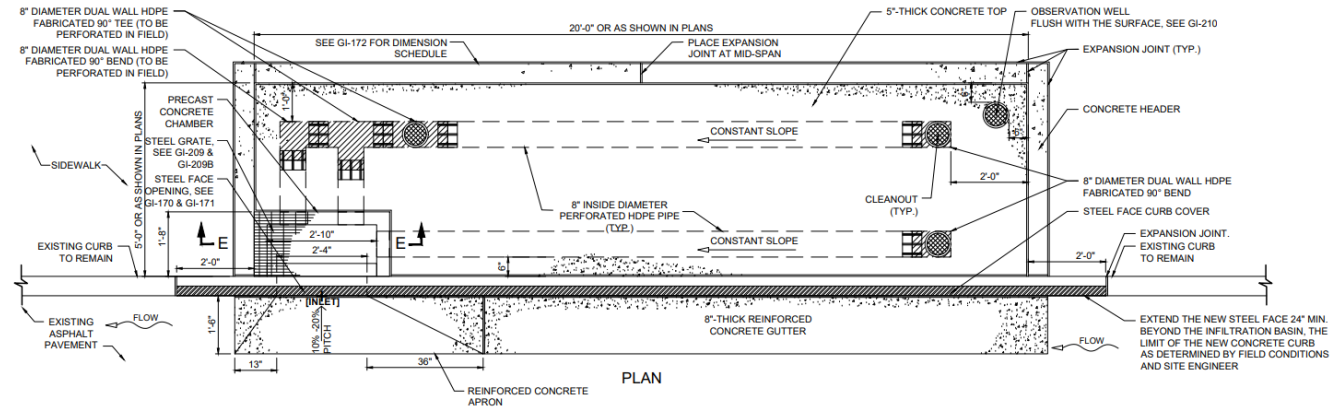 8" DIAMETER DUAL WALL HDPE
FABRICATED 90° TEE (TO BE
PERFORATED IN FIELD)
8" DIAMETER DUAL WALL HDPE
FABRICATED 90° BEND (TO BE
PERFORATED IN FIELD)
SEE GI-172 FOR DIMENSION
SCHEDULE
20'-0" OR AS SHOWN IN PLANS
PLACE EXPANSION
JOINT AT MID-SPAN
5"-THICK CONCRETE TOP
OBSERVATION WELL
FLUSH WITH THE SURFACE, SEE GI-210
EXPANSION JOINT (TYP.)
CONCRETE HEADER
PRECAST
CONCRETE
CHAMBER
STEEL GRATE,
SEE GI-209 &
GI-209B
STEEL FACE
OPENING, SEE
GI-170 & GI-171
SIDEWALK
5'-0" OR AS SHOWN IN PLANS
1'-0"
CONSTANT SLOPE
6"
1'-6"
2'-0"
CLEANOUT
(TYP.)
8" DIAMETER DUAL WALL HDPE
FABRICATED 90° BEND
STEEL FACE CURB COVER
8" INSIDE DIAMETER
PERFORATED HDPE PIPE
(TYP.)
CONSTANT SLOPE
EXISTING CURB
TO REMAIN
1'-8"
2'-0"
E
2'-10"
2'-4"
E
6"
2'-0"
EXPANSION JOINT.
EXISTING CURB
TO REMAIN
EXISTING
ASPHALT
PAVEMENT
FLOW
1'-6"
[INLET]
10% -20%
PITCH
13"
36"
8"-THICK REINFORCED
CONCRETE GUTTER
FLOW
EXTEND THE NEW STEEL FACE 24" MIN.
BEYOND THE INFILTRATION BASIN, THE
LIMIT OF THE NEW CONCRETE CURB
AS DETERMINED BY FIELD CONDITIONS
AND SITE ENGINEER
REINFORCED CONCRETE
APRON
PLAN